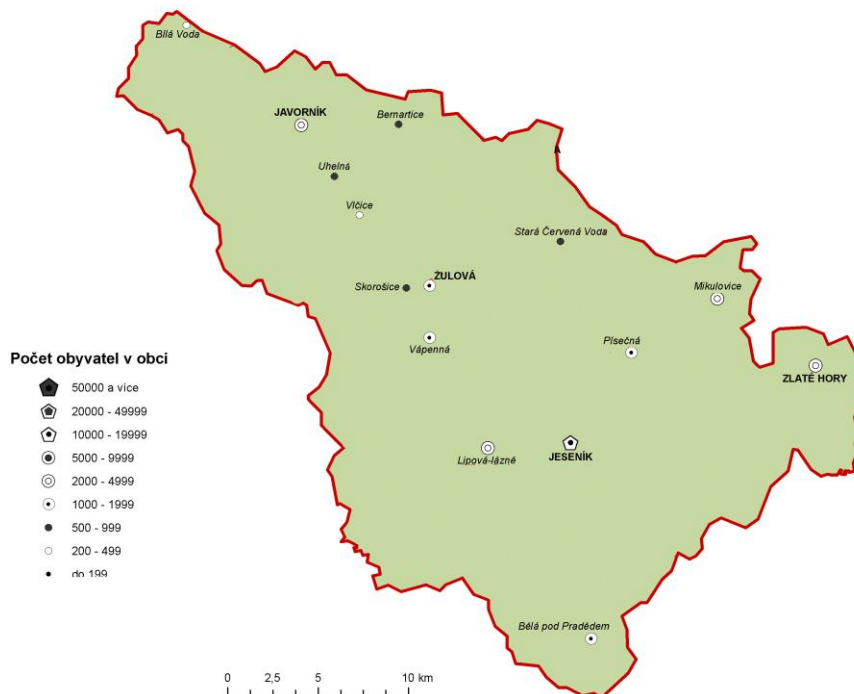 Bílá Voda
JAVORNÍK
Bernartice
Uhelná
Vlčice
Stará Červená Voda
ŽULOVÁ
Skorošice
Mikulovice
Vápenná
Písečná
ZLATÉ HORY
Lipová-lázně
JESENÍK
Bělá pod Pradědem
Počet obyvatel v obci
50000 a více
20000 - 49999
10000 - 19999
5000 - 9999
2000 - 4999
1000 - 1999
500 - 999
200 - 499
do 199
0 2,5 5 10 km